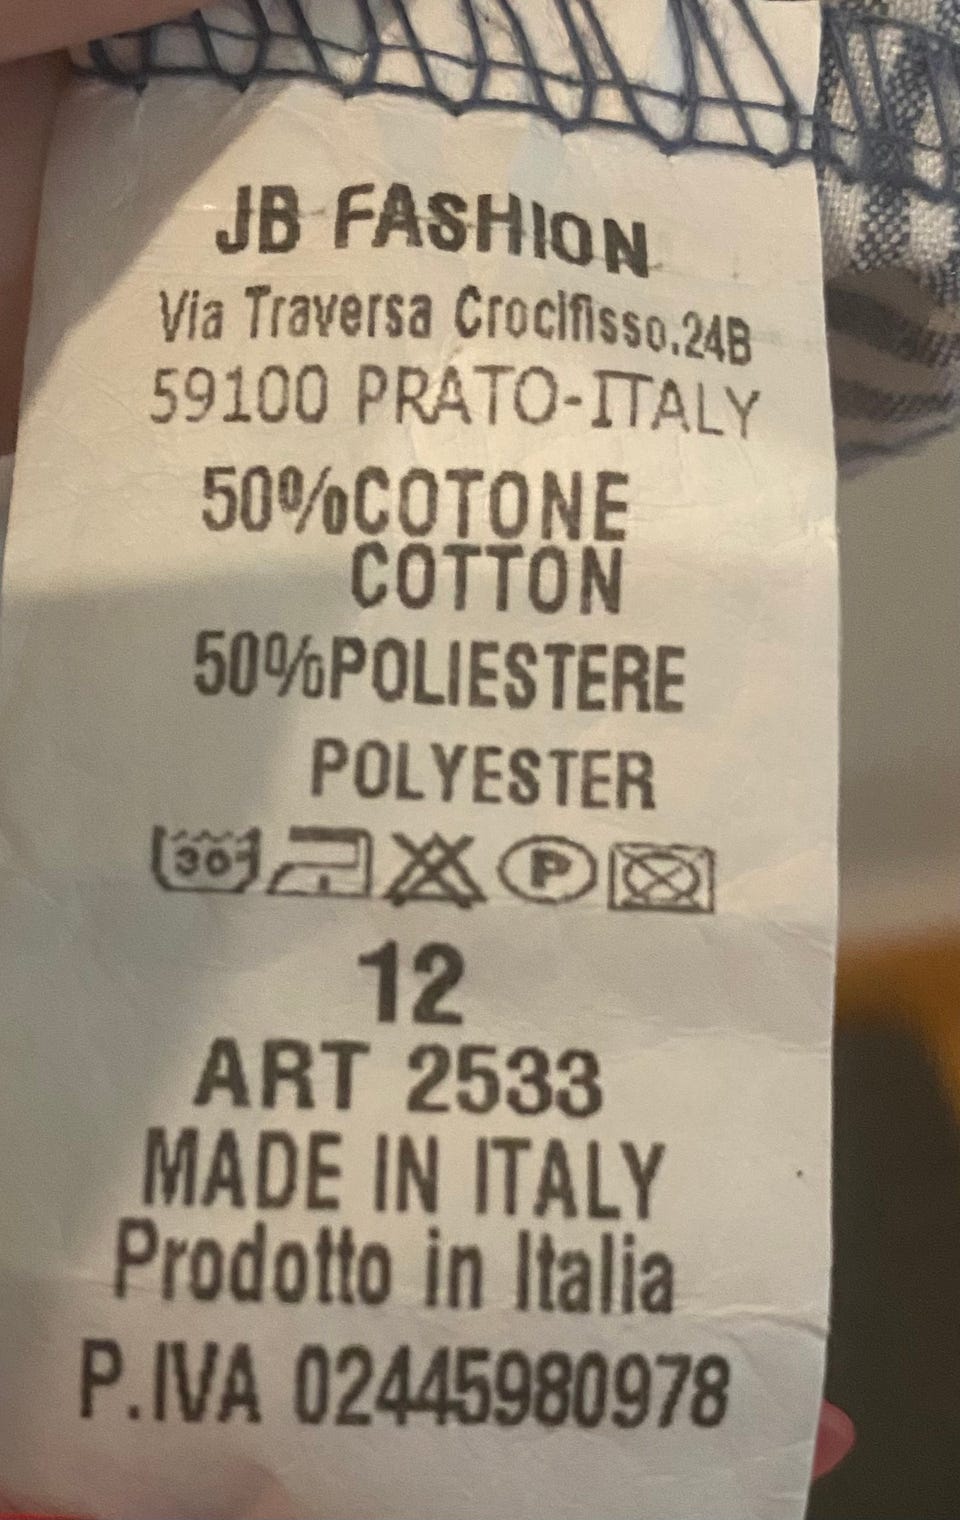 JB FASHION
Via Traversa Crocifisso.24B
59100 PRATO-ITALY
50%COTONE
COTTON
50%POLIESTERE
POLYESTER
30 P
12
ART 2533
MADE IN ITALY
Prodotto in Italia
P.IVA 02445980978